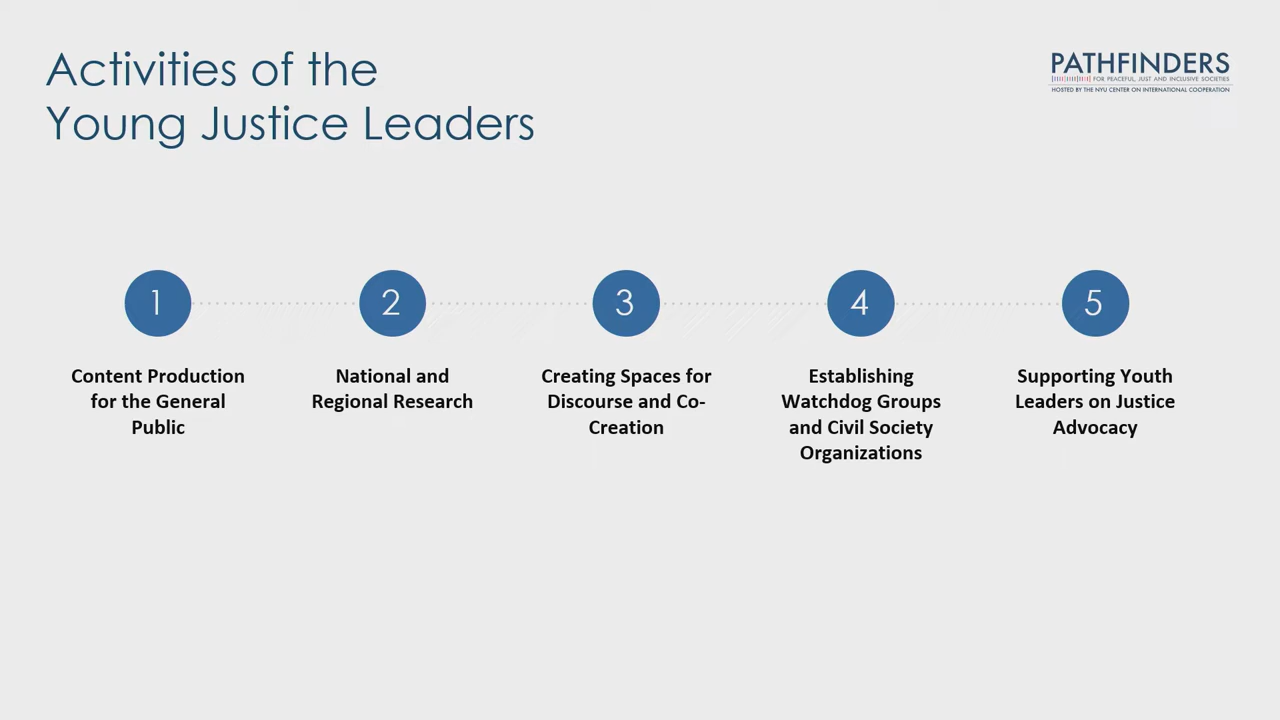 Activities of the
Young Justice Leaders
PATHFINDERS
FOR PEACEFUL, JUST AND INCLUSIVE SOCIETIES
HOSTED BY THE NYU CENTER ON INTERNATIONAL COOPERATION
1
Content Production
for the General
Public
2
National and
Regional Research
3
Creating Spaces for
Discourse and Co-
Creation
4
Establishing
Watchdog Groups
and Civil Society
Organizations
5
Supporting Youth
Leaders on Justice
Advocacy